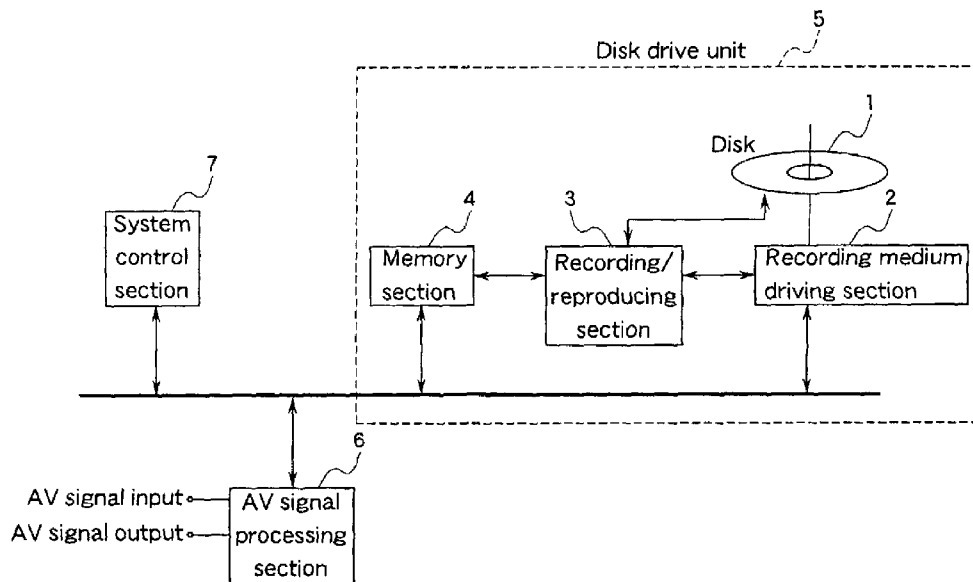 5
Disk drive unit
1
Disk
7
4
3
2
System
control
section
Memory
section
Recording/
reproducing
section
Recording medium
driving section
6
AV signal input
AV signal output
AV signal
processing
section